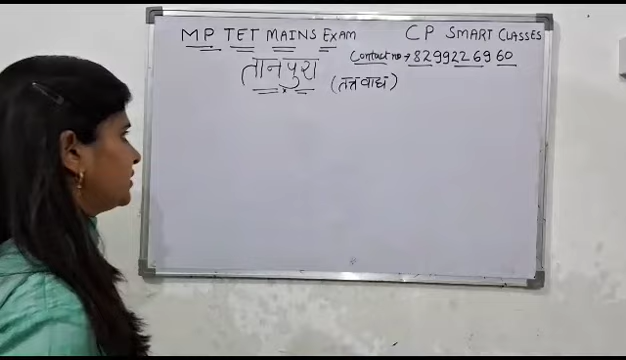 MP TET MAINS Exam CP SMART CLASSES
Contact no → 8299226960
तानपुरा
(तत्र वाद्य)